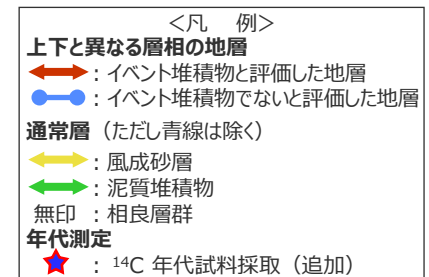 <凡　例>
上下と異なる層相の地層
：イベント堆積物と評価した地層
：イベント堆積物でないと評価した地層
通常層（ただし青線は除く）
：風成砂層
：泥質堆積物
無印：相良層群
年代測定
：14C 年代試料採取（追加）